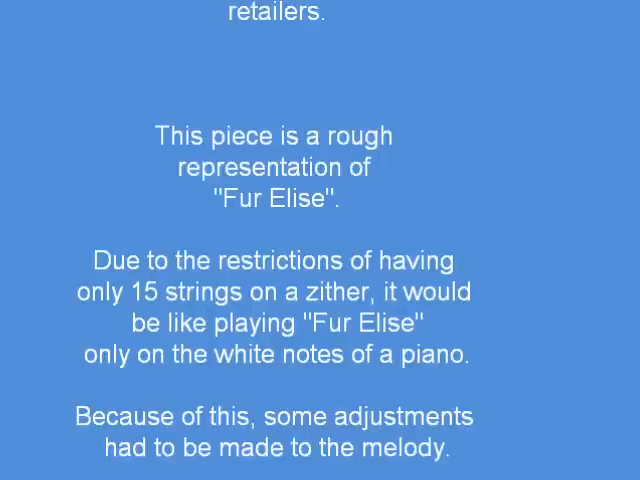 retailers.
This piece is a rough
representation of
"Fur Elise".
Due to the restrictions of having
only 15 strings on a zither, it would
be like playing "Fur Elise"
only on the white notes of a piano.
Because of this, some adjustments
had to be made to the melody.